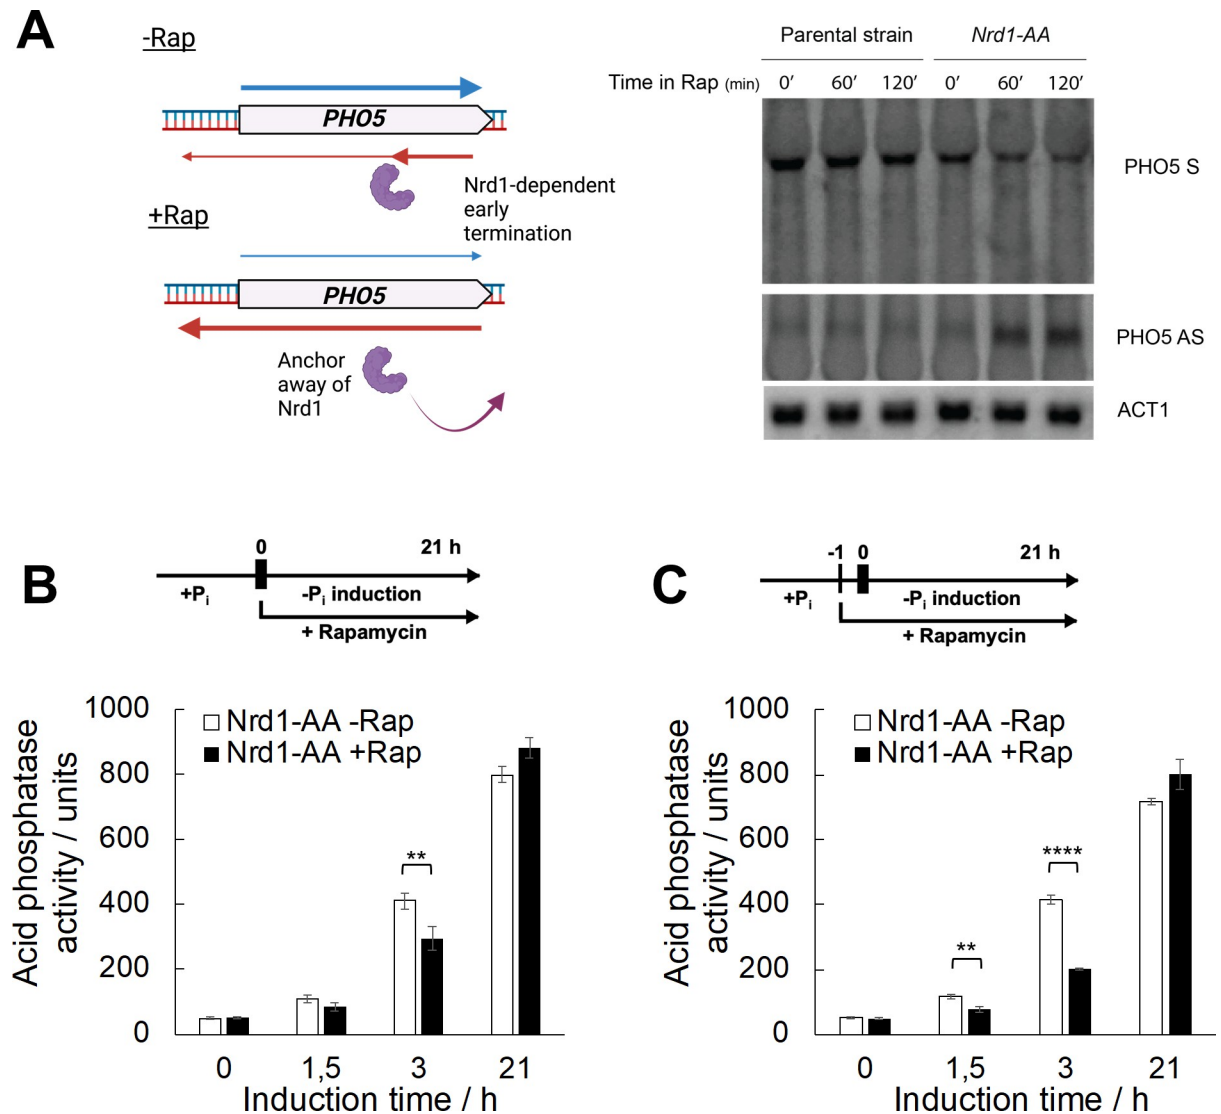 A
-Rap
PHO5
Nrd1-dependent
early
termination
+Rap
PHO5
Anchor
away of
Nrd1
Parental strain Nrd1-AA
Time in Rap (min) 0′ 60′ 120′ 0′ 60′ 120′
PHO5 S
PHO5 AS
ACT1
B
0 21 h
+Pi -Pi induction
+ Rapamycin
1000
800
600
400
200
0
Acid phosphatase
activity / units
Nrd1-AA -Rap
Nrd1-AA +Rap
**
0 1,5 3 21
Induction time / h
C
-1 0 21 h
+Pi -Pi induction
+ Rapamycin
1000
800
600
400
200
0
Acid phosphatase
activity / units
Nrd1-AA -Rap
Nrd1-AA +Rap
****
**
0 1,5 3 21
Induction time / h